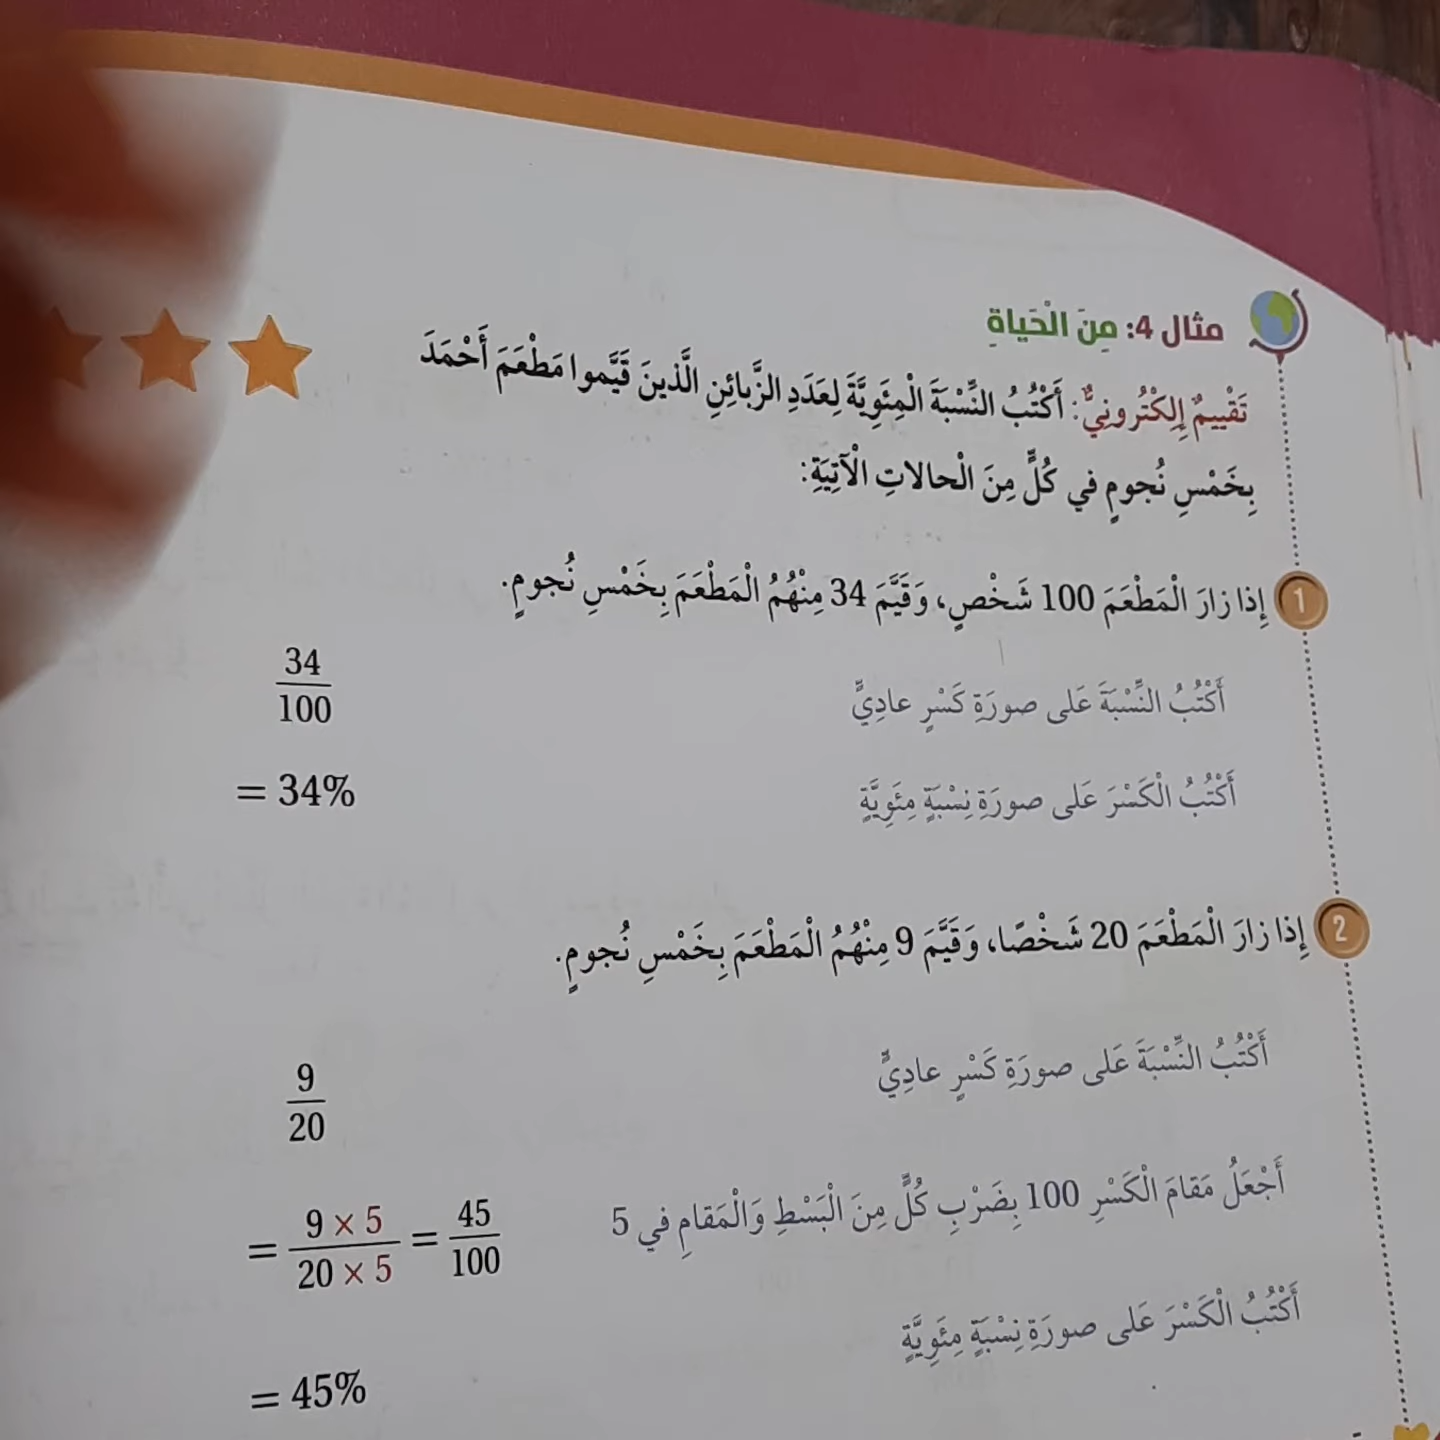 مثال 4: مِنَ الْحَياةِ
تَقْييمٌ إِلِكْتُرونِيٌّ: أَكْتُبُ النِّسْبَةَ الْمِئَوِيَّةَ لِعَدَدِ الزَّبائِنِ الَّذينَ قَيَّموا مَطْعَمَ أَحْمَدَ
بِخَمْسِ نُجومٍ في كُلٍّ مِنَ الْحالاتِ الْآتِيَةِ:
1 إِذا زارَ الْمَطْعَمَ 100 شَخْصٍ، وَقَيَّمَ 34 مِنْهُمُ الْمَطْعَمَ بِخَمْسِ نُجومٍ.
أَكْتُبُ النِّسْبَةَ عَلى صورَةِ كَسْرٍ عادِيٍّ 34/100
أَكْتُبُ الْكَسْرَ عَلى صورَةِ نِسْبَةٍ مِئَوِيَّةٍ = 34%
2 إِذا زارَ الْمَطْعَمَ 20 شَخْصًا، وَقَيَّمَ 9 مِنْهُمُ الْمَطْعَمَ بِخَمْسِ نُجومٍ.
أَكْتُبُ النِّسْبَةَ عَلى صورَةِ كَسْرٍ عادِيٍّ 9/20
أَجْعَلُ مَقامَ الْكَسْرِ 100 بِضَرْبِ كُلٍّ مِنَ الْبَسْطِ وَالْمَقامِ في 5 = 9 × 5/20 × 5 = 45/100
أَكْتُبُ الْكَسْرَ عَلى صورَةِ نِسْبَةٍ مِئَوِيَّةٍ = 45%